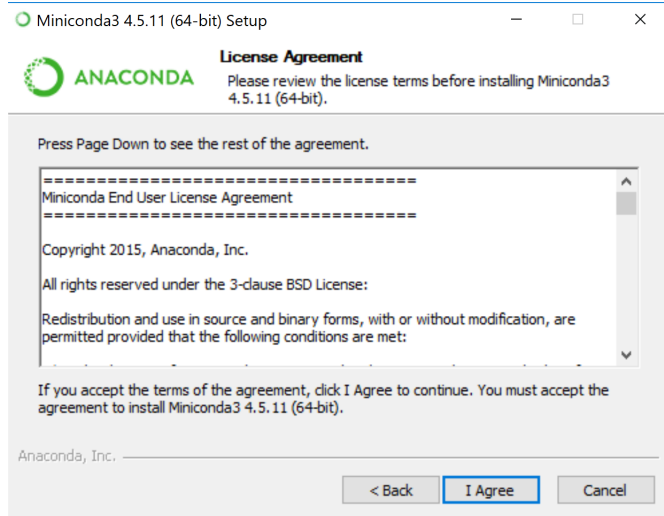 Miniconda3 4.5.11 (64-bit) Setup
ANACONDA
License Agreement
Please review the license terms before installing Miniconda3
4.5.11 (64-bit).
Press Page Down to see the rest of the agreement.
===================================
Miniconda End User License Agreement
===================================
Copyright 2015, Anaconda, Inc.
All rights reserved under the 3-clause BSD License:
Redistribution and use in source and binary forms, with or without modification, are
permitted provided that the following conditions are met:
If you accept the terms of the agreement, click I Agree to continue. You must accept the
agreement to install Miniconda3 4.5.11 (64-bit).
Anaconda, Inc.
< Back
I Agree
Cancel